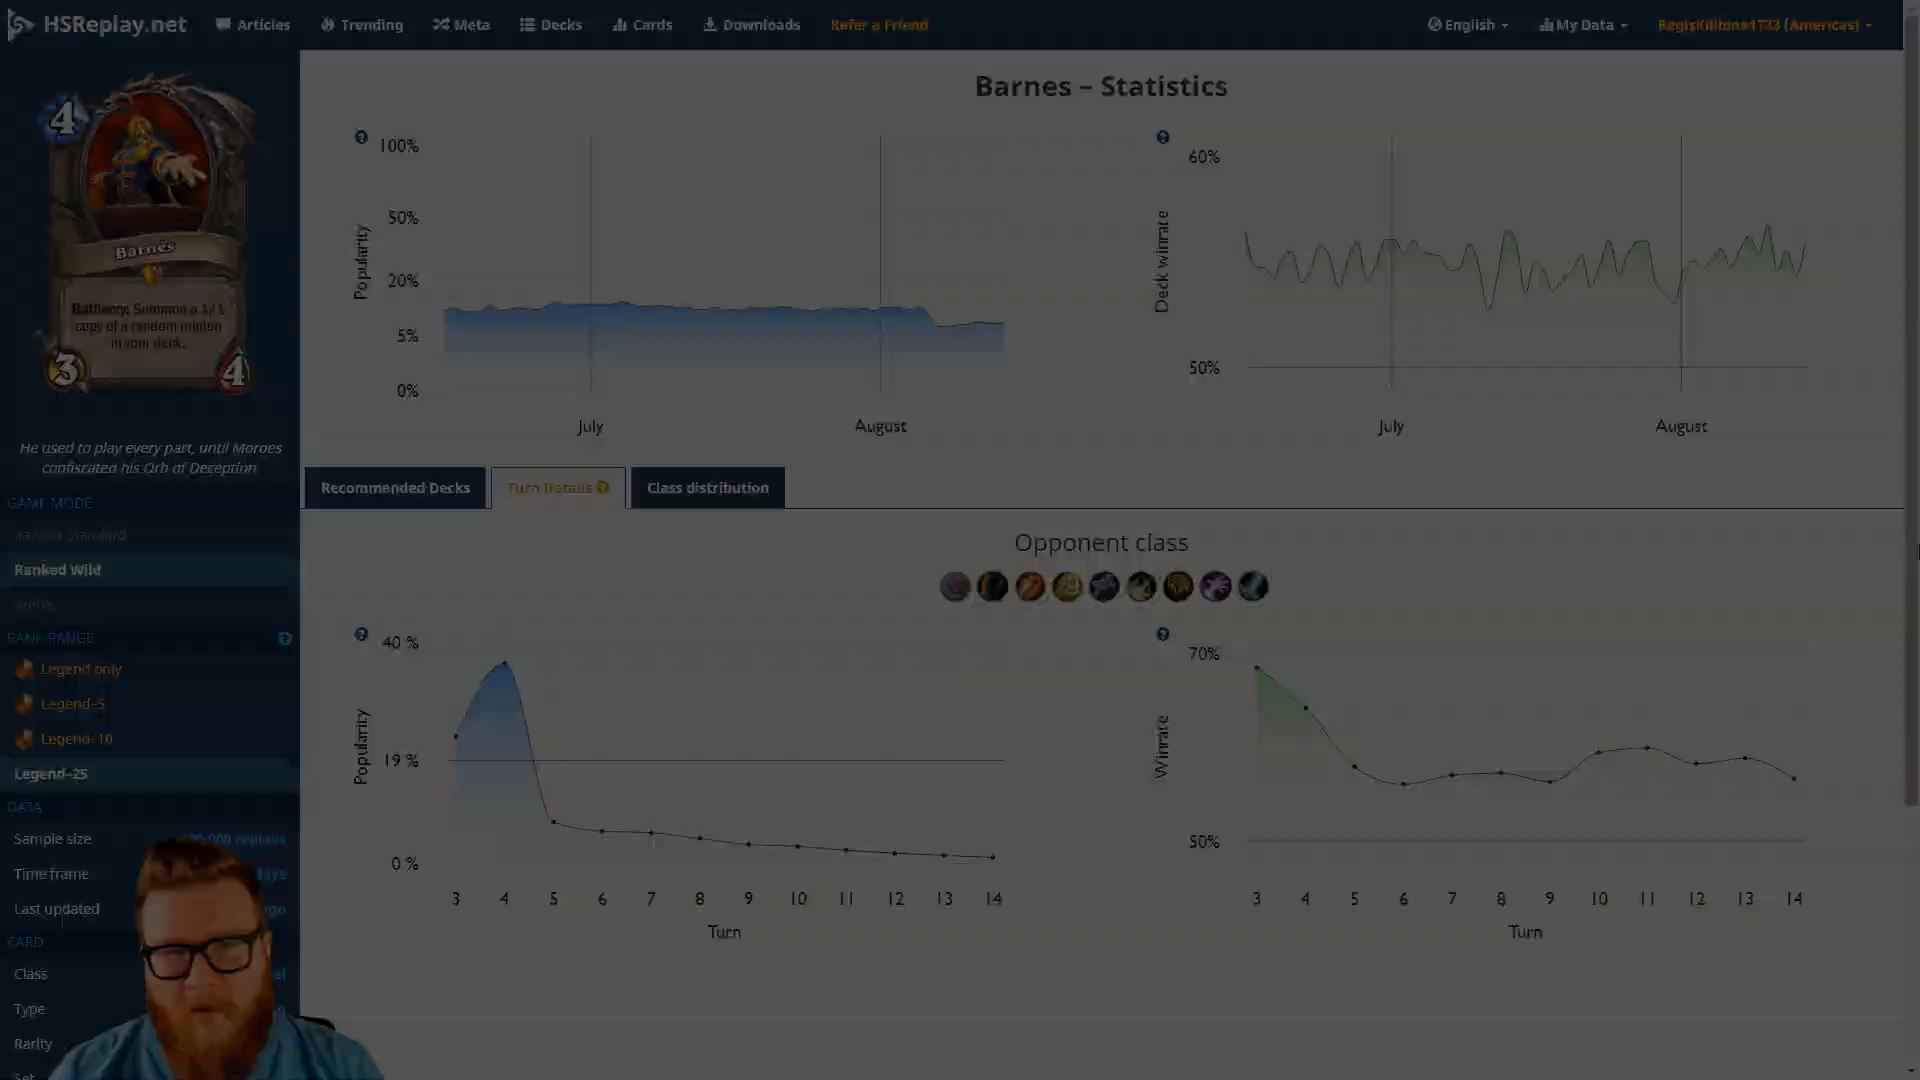 HSReplay.net
Articles
Trending
Meta
Decks
Cards
Downloads
Refer a Friend
English
My Data
(Americas)
4
Barnes
Battlecry: Summon a 1/1
copy of a random minion
in your deck.
3
4
He used to play every part, until Moroes
confiscated his Orb of Deception
GAME MODE
Ranked Standard
Ranked Wild
Arena
RANK RANGE
Legend only
Legend–5
Legend–10
Legend–25
DATA
Sample size
replays
Time frame
Last updated
CARD
Class
Type
Rarity
Set
Barnes – Statistics
Popularity
100%
50%
20%
5%
0%
July
August
Deck winrate
60%
50%
July
August
Recommended Decks
Turn Details
Class distribution
Opponent class
Popularity
40 %
19 %
0 %
3 4 5 6 7 8 9 10 11 12 13 14
Turn
Winrate
70%
50%
3 4 5 6 7 8 9 10 11 12 13 14
Turn